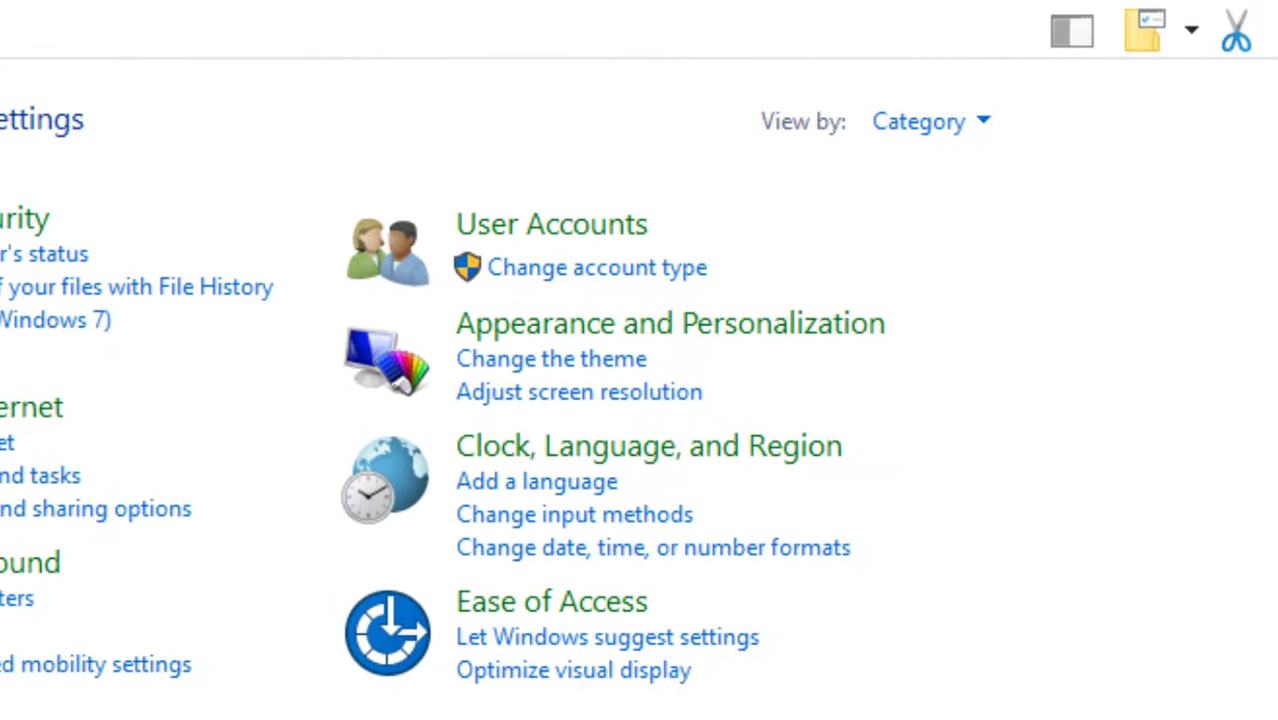 ettings
View by: Category
urity
r's status
f your files with File History
Windows 7)
ernet
et
nd tasks
nd sharing options
ound
ters
ed mobility settings
User Accounts
Change account type
Appearance and Personalization
Change the theme
Adjust screen resolution
Clock, Language, and Region
Add a language
Change input methods
Change date, time, or number formats
Ease of Access
Let Windows suggest settings
Optimize visual display